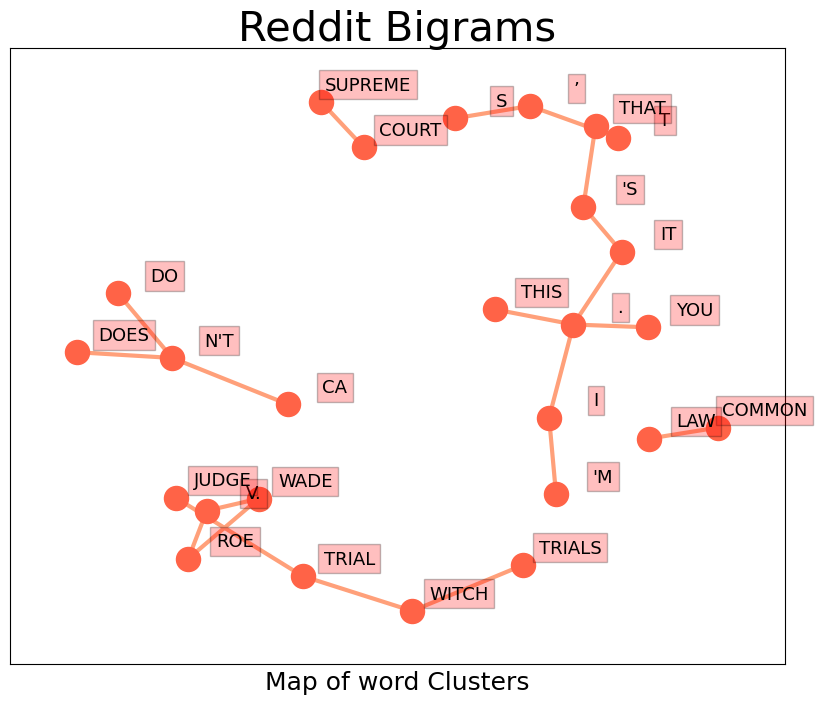 Reddit Bigrams
SUPREME
S
’
THAT
T
COURT
'S
IT
DO
THIS
.
YOU
DOES
N'T
CA
I
LAW
COMMON
JUDGE
V.
WADE
'M
ROE
TRIAL
TRIALS
WITCH
Map of word Clusters